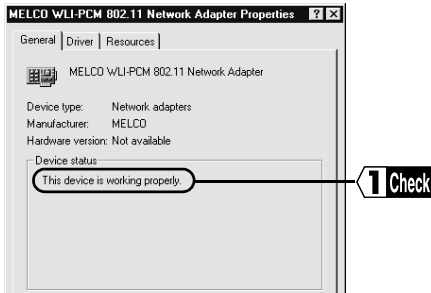 MELCO WLI-PCM 802.11 Network Adapter Properties
General Driver Resources
MELCO WLI-PCM 802.11 Network Adapter
Device type: Network adapters
Manufacturer: MELCO
Hardware version: Not available
Device status
This device is working properly.
1 Check